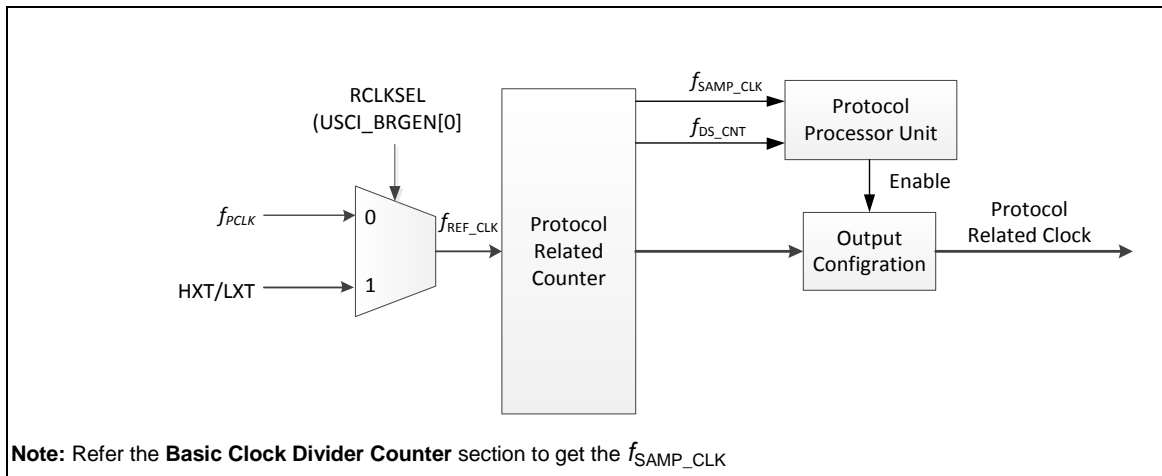 RCLKSEL
(USCI_BRGEN[0]
fPCLK
0
HXT/LXT
1
fREF_CLK
Protocol
Related
Counter
fSAMP_CLK
fDS_CNT
Protocol
Processor Unit
Enable
Output
Configration
Protocol
Related Clock
Note: Refer the Basic Clock Divider Counter section to get the fSAMP_CLK